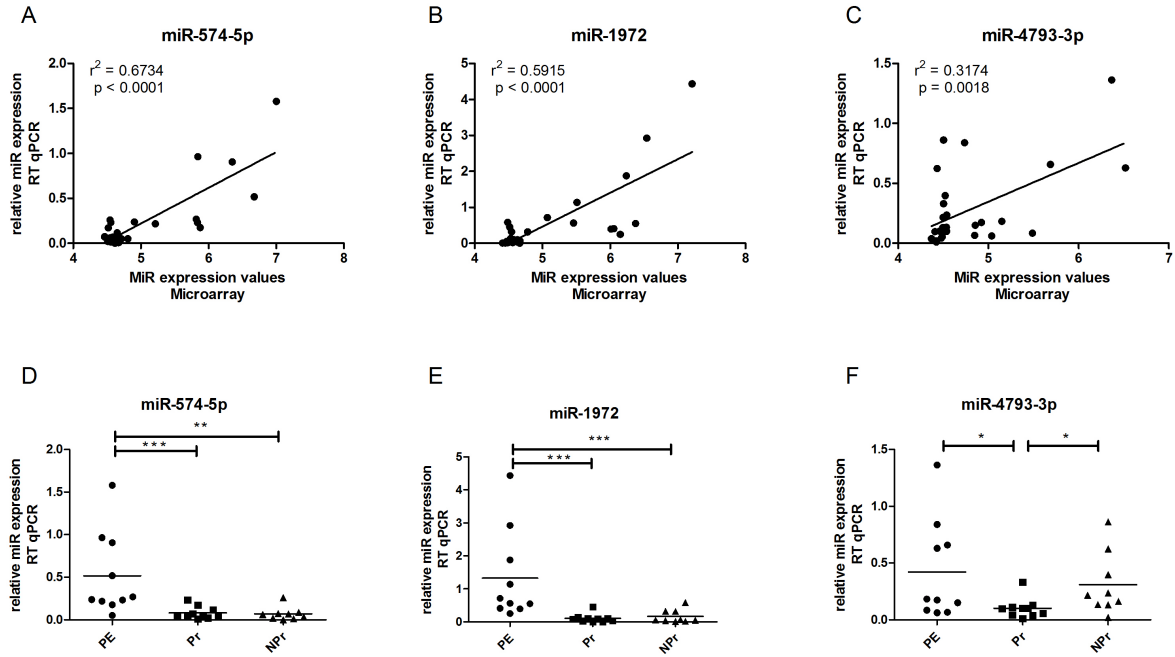 A
miR-574-5p
r2 = 0.6734
p < 0.0001
relative miR expression
RT qPCR
2.0
1.5
1.0
0.5
0.0
4 5 6 7 8
MiR expression values
Microarray
B
miR-1972
r2 = 0.5915
p < 0.0001
relative miR expression
RT qPCR
5
4
3
2
1
0
4 5 6 7 8
MiR expression values
Microarray
C
miR-4793-3p
r2 = 0.3174
p = 0.0018
relative miR expression
RT qPCR
1.5
1.0
0.5
0.0
4 5 6 7
MiR expression values
Microarray
D
miR-574-5p
**
***
relative miR expression
RT qPCR
2.0
1.5
1.0
0.5
0.0
PE Pr NPr
E
miR-1972
***
***
relative miR expression
RT qPCR
5
4
3
2
1
0
PE Pr NPr
F
miR-4793-3p
* *
relative miR expression
RT qPCR
1.5
1.0
0.5
0.0
PE Pr NPr